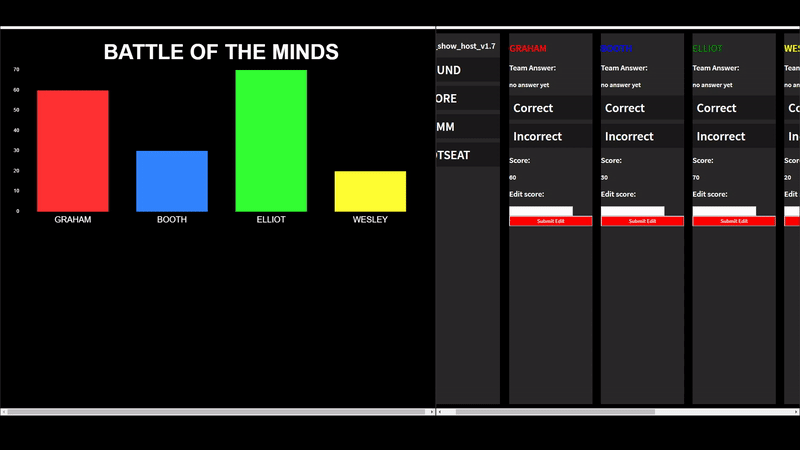 BATTLE OF THE MINDS
70
60
50
40
30
20
10
0
GRAHAM BOOTH ELLIOT WESLEY
_show_host_v1.7
UND
ORE
MM
OTSEAT
GRAHAM
Team Answer:
no answer yet
Correct
Incorrect
Score:
60
Edit score:
Submit Edit
BOOTH
Team Answer:
no answer yet
Correct
Incorrect
Score:
30
Edit score:
Submit Edit
ELLIOT
Team Answer:
no answer yet
Correct
Incorrect
Score:
70
Edit score:
Submit Edit
WES
Team
no ans
Co
In
Score:
20
Edit s